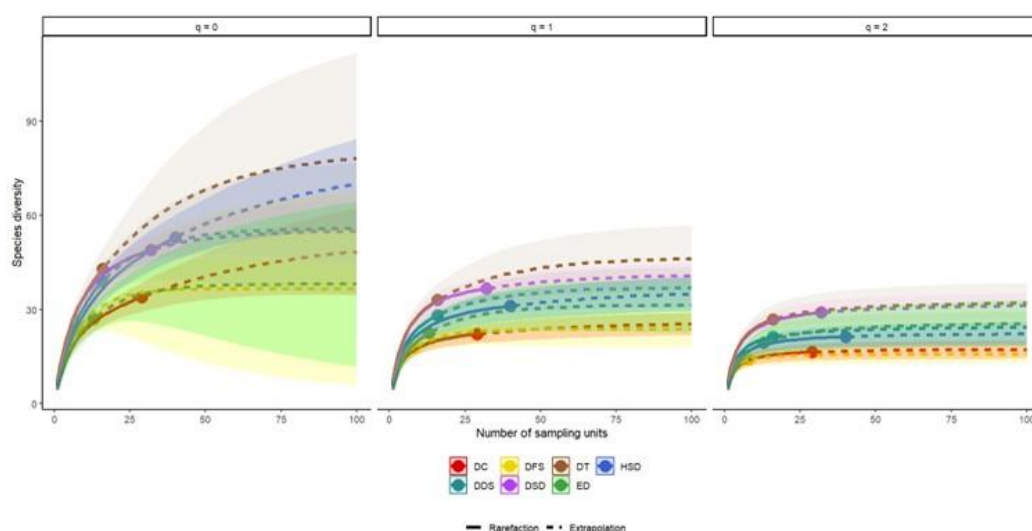 q = 0 q = 1 q = 2
Species diversity
90
60
30
0
0 25 50 75 100 0 25 50 75 100 0 25 50 75 100
Number of sampling units
DC DFS DT HSD
DDS DSD ED
Rarefaction Extrapolation